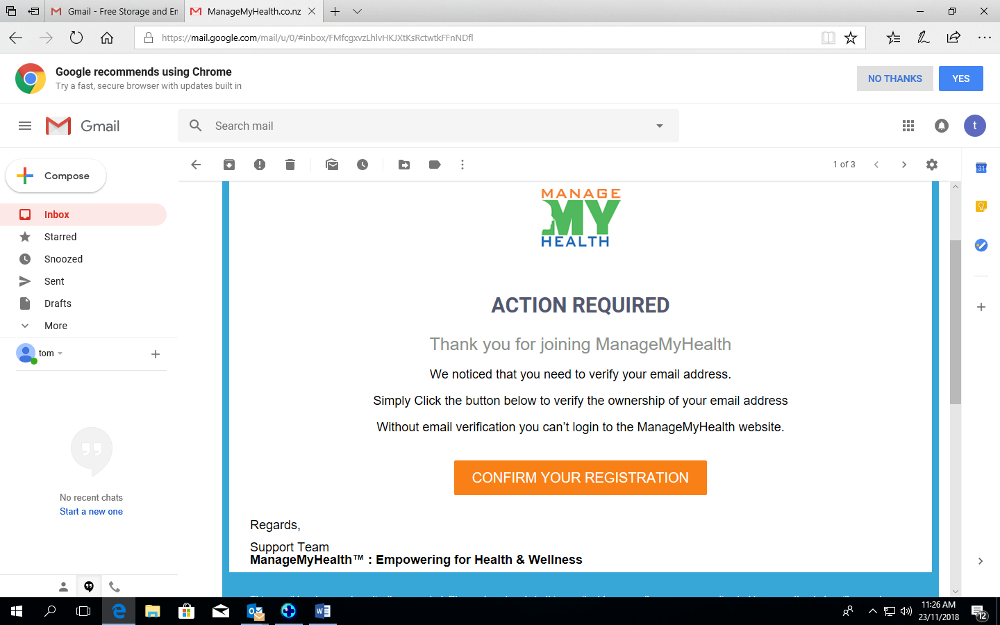 Gmail - Free Storage and Em
ManageMyHealth.co.nz
https://mail.google.com/mail/u/0/#inbox/FMfcgxvzLhlvHKJXtKsRctwtkFFnNDfl
Google recommends using Chrome
Try a fast, secure browser with updates built in
NO THANKS
YES
Gmail
Search mail
t
Compose
1 of 3
31
Inbox
Starred
Snoozed
Sent
Drafts
More
tom
No recent chats
Start a new one
MANAGE
MY
HEALTH
ACTION REQUIRED
Thank you for joining ManageMyHealth
We noticed that you need to verify your email address.
Simply Click the button below to verify the ownership of your email address
Without email verification you can't login to the ManageMyHealth website.
CONFIRM YOUR REGISTRATION
Regards,
Support Team
ManageMyHealth™ : Empowering for Health & Wellness
11:26 AM
23/11/2018
12